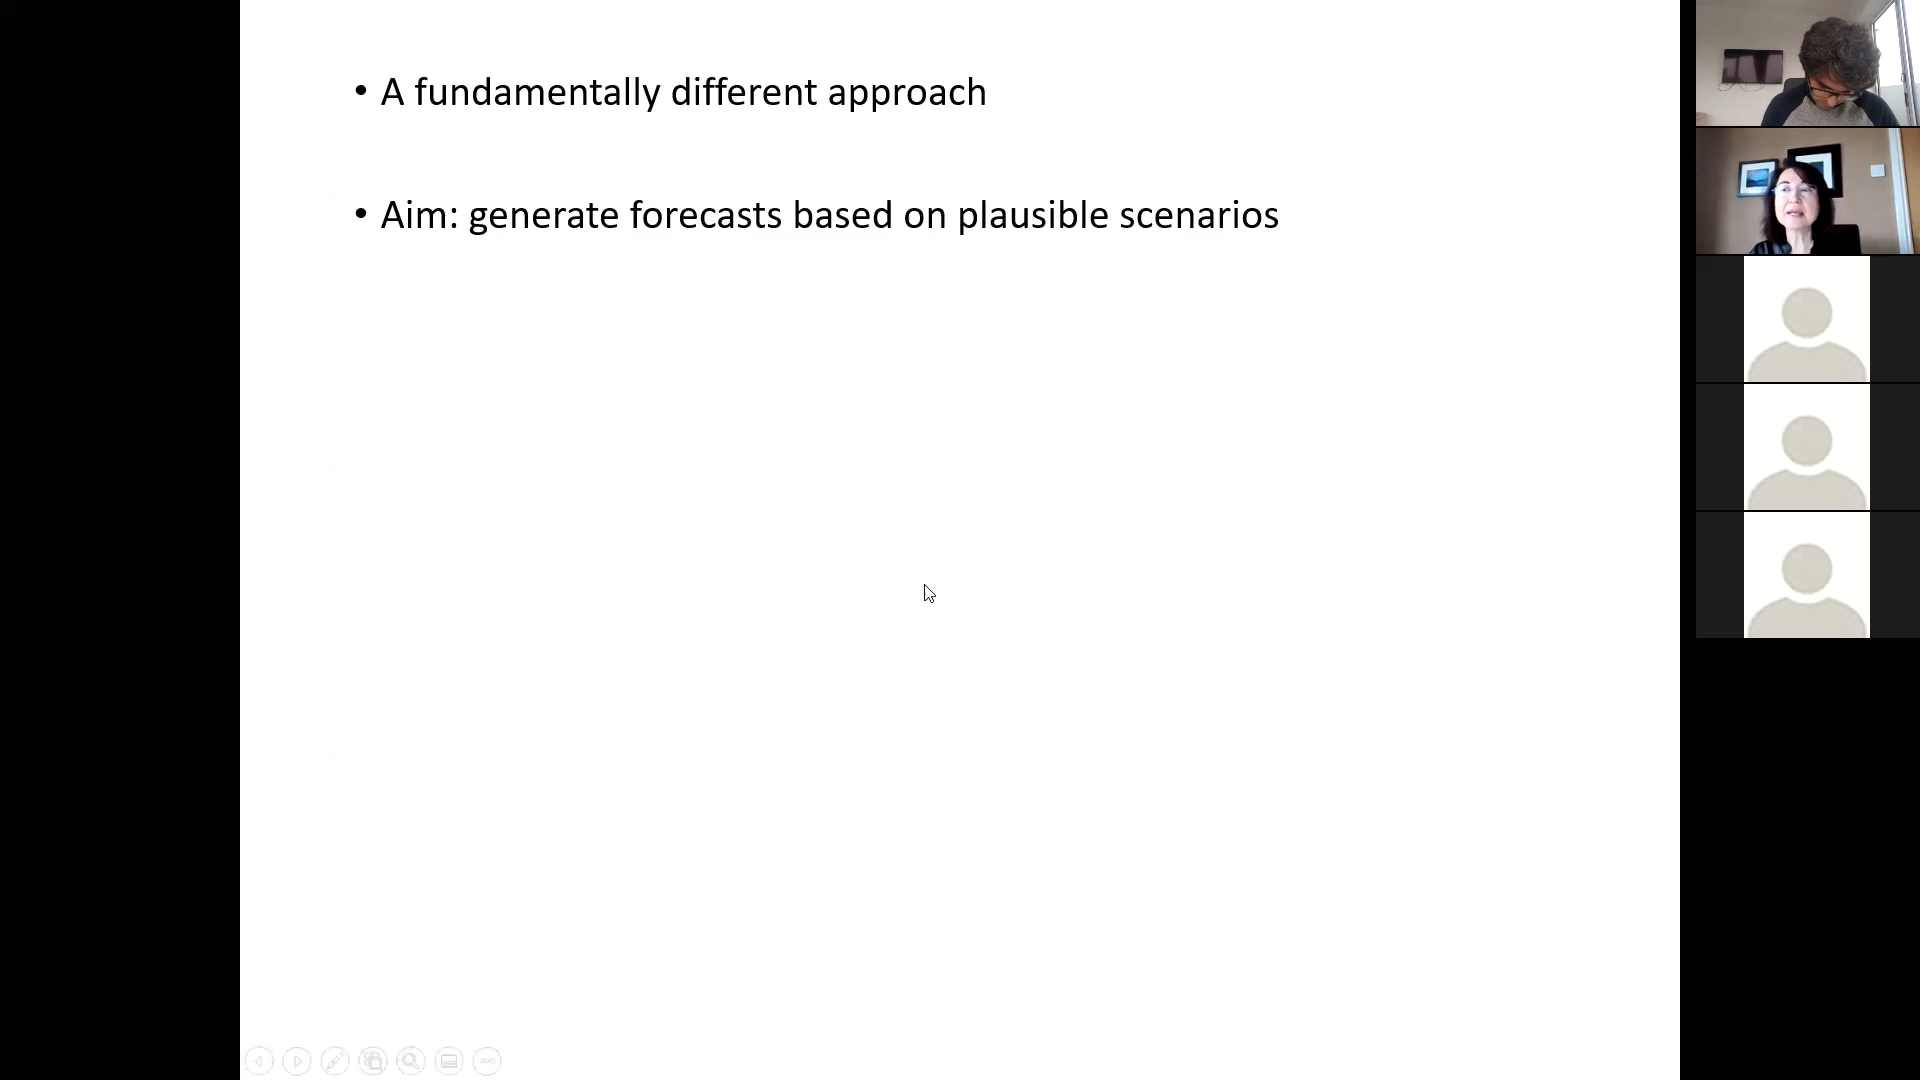 • A fundamentally different approach
• Aim: generate forecasts based on plausible scenarios